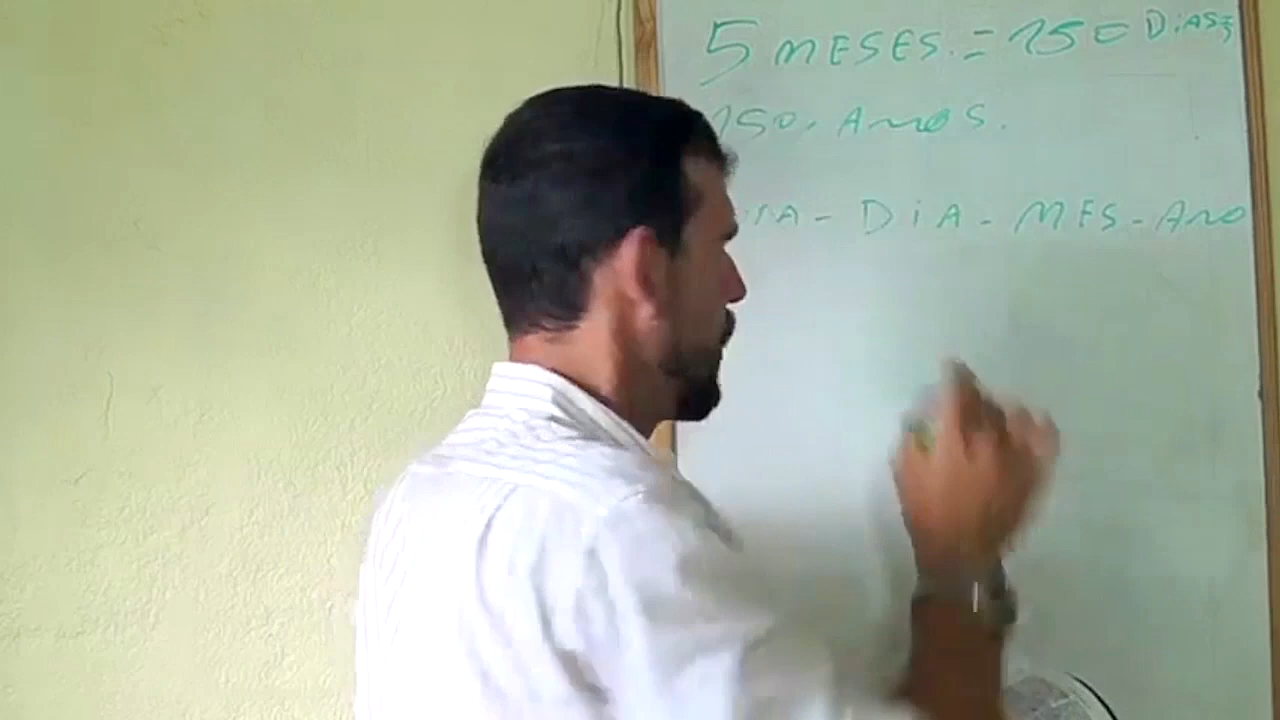 5 MESES. = 150 DiAS=
150. ANOS.
DiA - MES - ANO